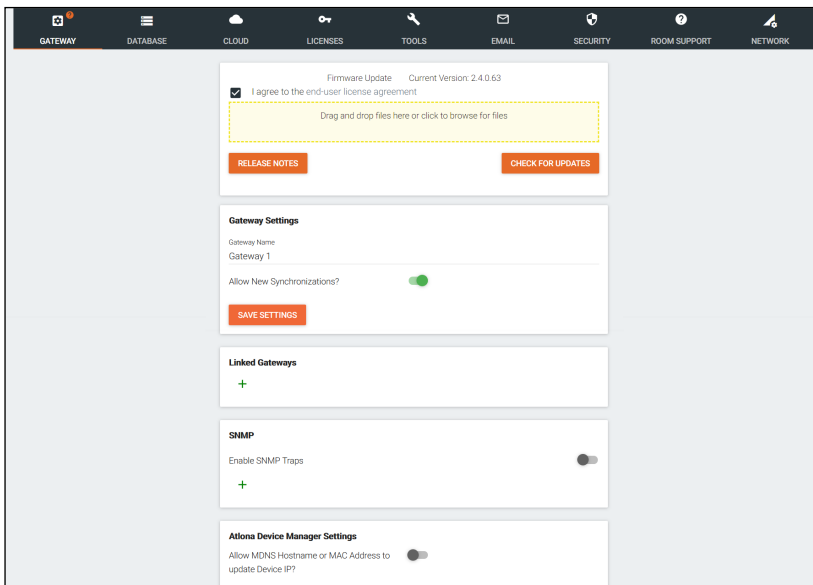 ?
GATEWAY DATABASE CLOUD LICENSES TOOLS EMAIL SECURITY ROOM SUPPORT NETWORK
Firmware Update Current Version: 2.4.0.63
I agree to the end-user license agreement
Drag and drop files here or click to browse for files
RELEASE NOTES CHECK FOR UPDATES
Gateway Settings
Gateway Name
Gateway 1
Allow New Synchronizations?
SAVE SETTINGS
Linked Gateways
+
SNMP
Enable SNMP Traps
+
Atlona Device Manager Settings
Allow MDNS Hostname or MAC Address to
update Device IP?